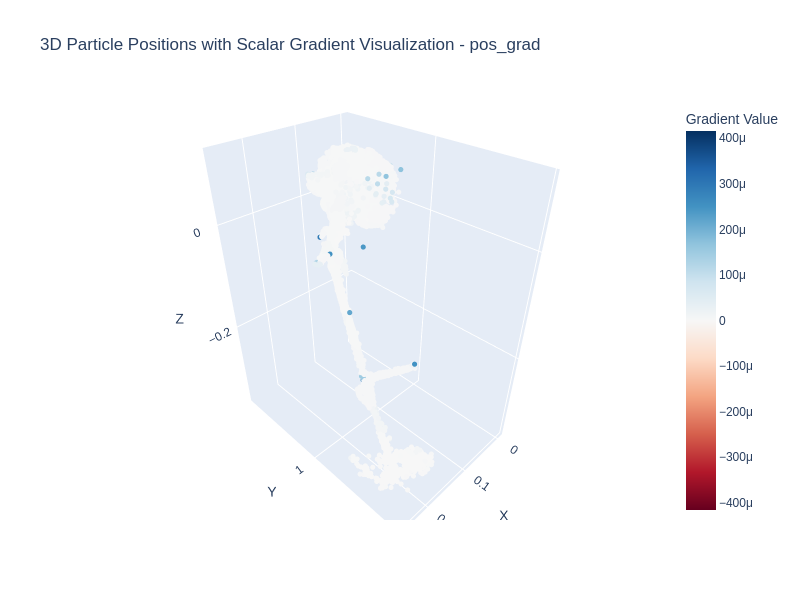 3D Particle Positions with Scalar Gradient Visualization - pos_grad
Gradient Value
400μ
300μ
200μ
100μ
0
−100μ
−200μ
−300μ
−400μ
0
Z
−0.2
1
Y
0
0.1
X